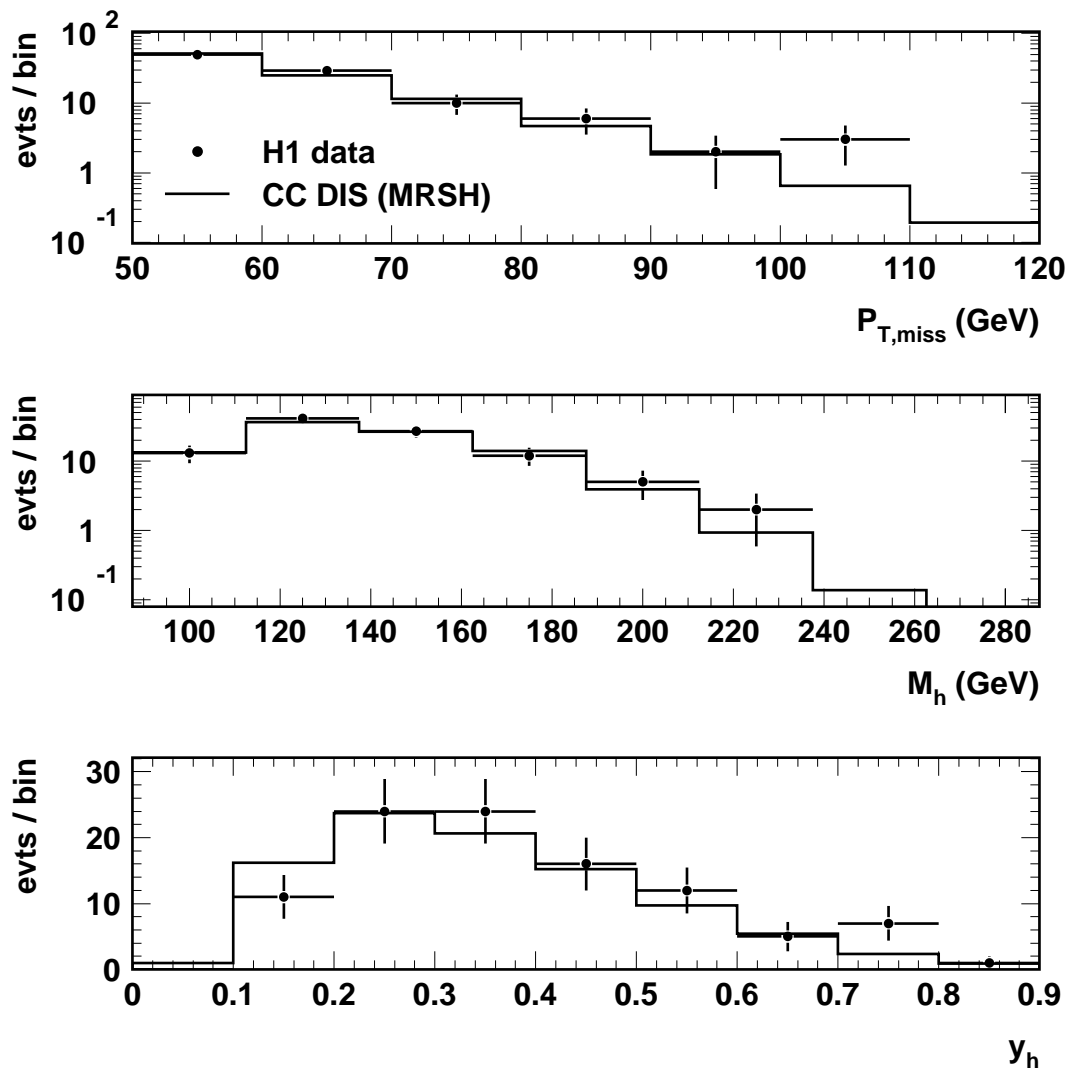 evts / bin
10 2
10
1
10 -1
H1 data
CC DIS (MRSH)
50 60 70 80 90 100 110 120
P T,miss (GeV)
evts / bin
10
1
10 -1
100 120 140 160 180 200 220 240 260 280
M h (GeV)
evts / bin
30
20
10
0
0 0.1 0.2 0.3 0.4 0.5 0.6 0.7 0.8 0.9
y h